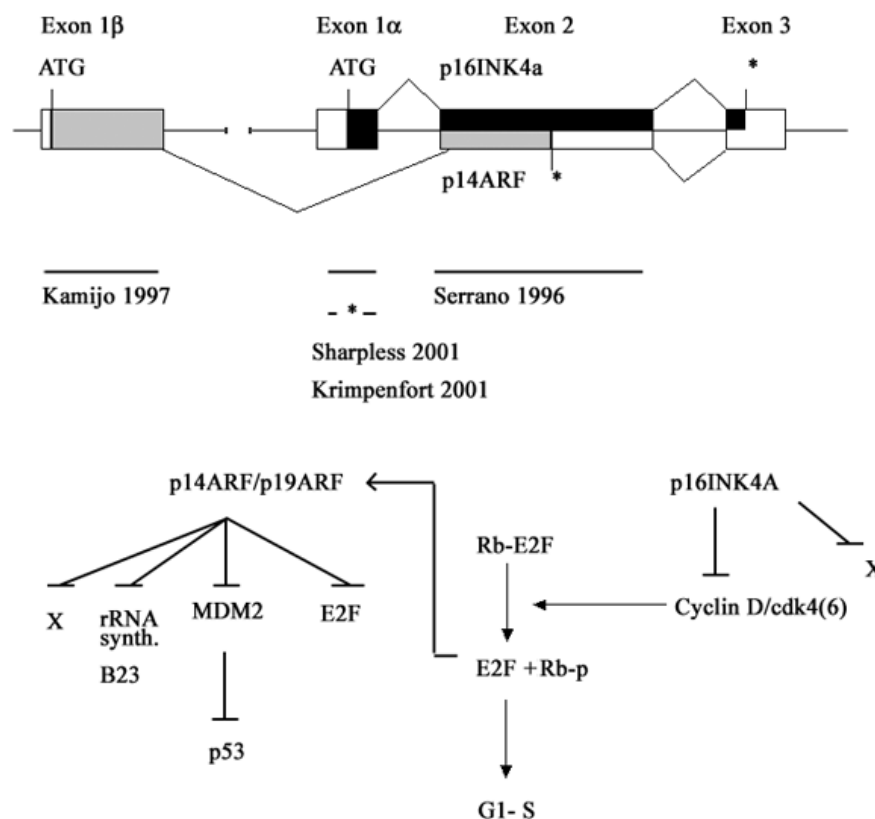 Exon 1β Exon 1α Exon 2 Exon 3
ATG ATG p16INK4a *
p14ARF *
Kamijo 1997 Serrano 1996
*
Sharpless 2001
Krimpenfort 2001
p14ARF/p19ARF p16INK4A
Rb-E2F
X
X rRNA synth. MDM2 E2F Cyclin D/cdk4(6)
B23
E2F +Rb-p
p53
G1- S